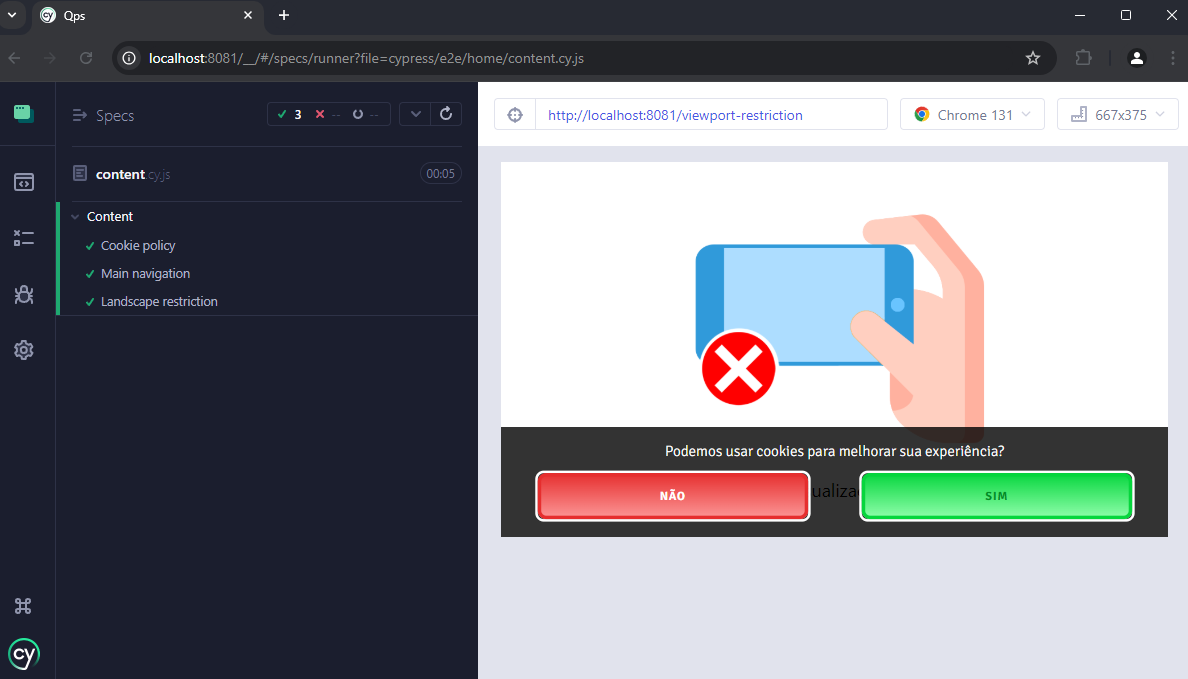 Qps
localhost:8081/__/#/specs/runner?file=cypress/e2e/home/content.cy.js
Specs
3
--
--
http://localhost:8081/viewport-restriction
Chrome 131
667x375
content.cy.js
00:05
Content
Cookie policy
Main navigation
Landscape restriction
Podemos usar cookies para melhorar sua experiência?
NÃO
SIM
cy